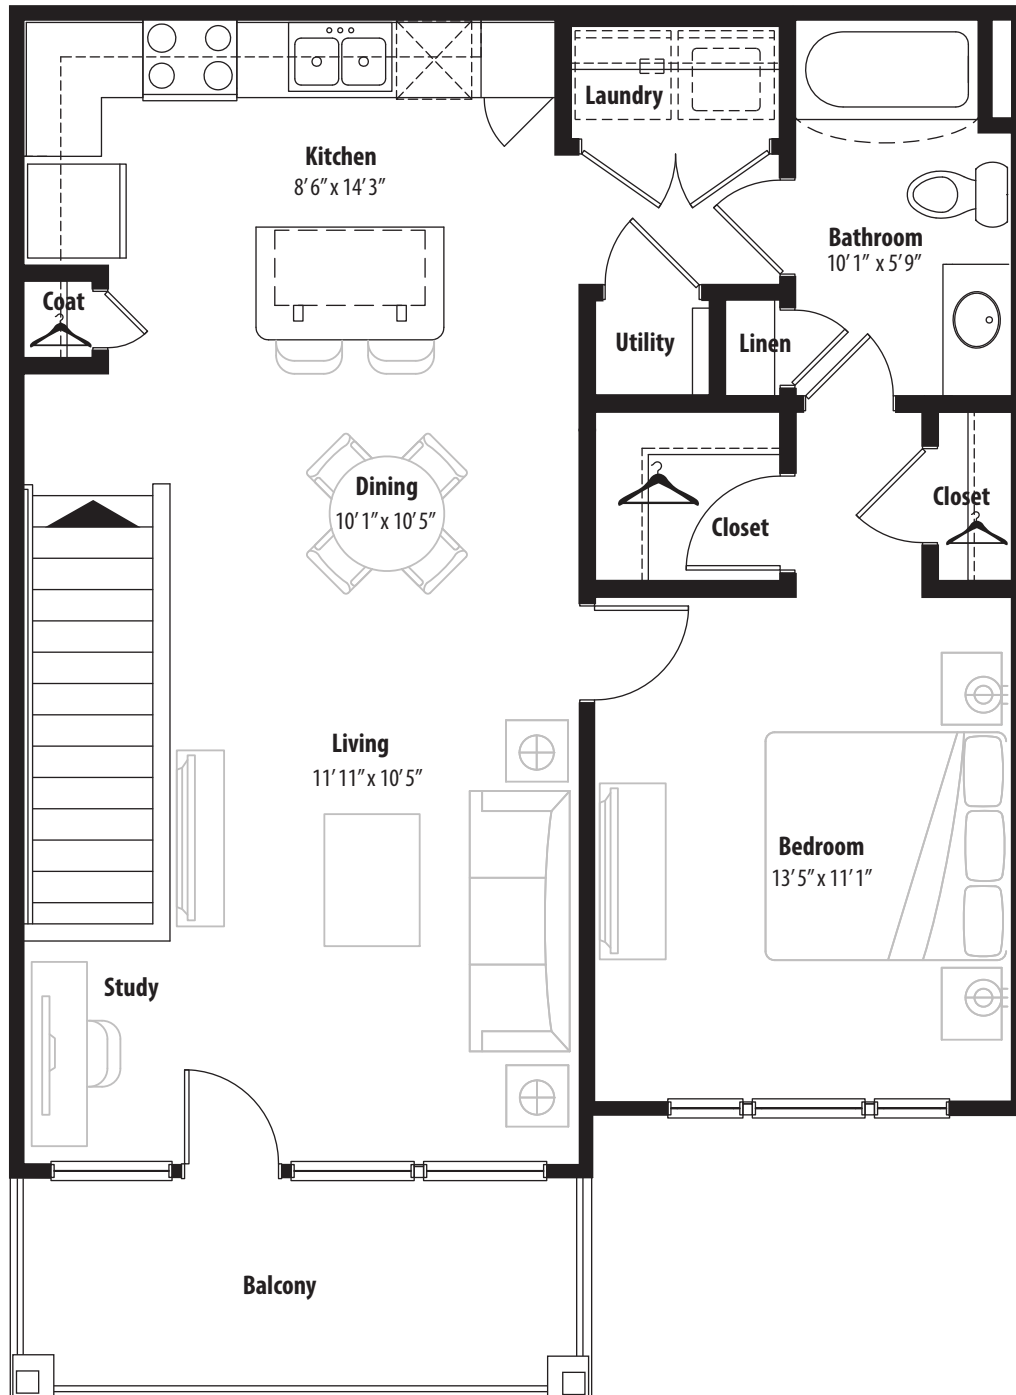 Laundry
Kitchen
8’ 6” x 14’ 3”
Bathroom
10’ 1” x 5’ 9”
Coat
Utility
Linen
Dining
10’ 1” x 10’ 5”
Closet
Closet
Living
11’ 11” x 10’ 5”
Bedroom
13’ 5” x 11’ 1”
Study
Balcony